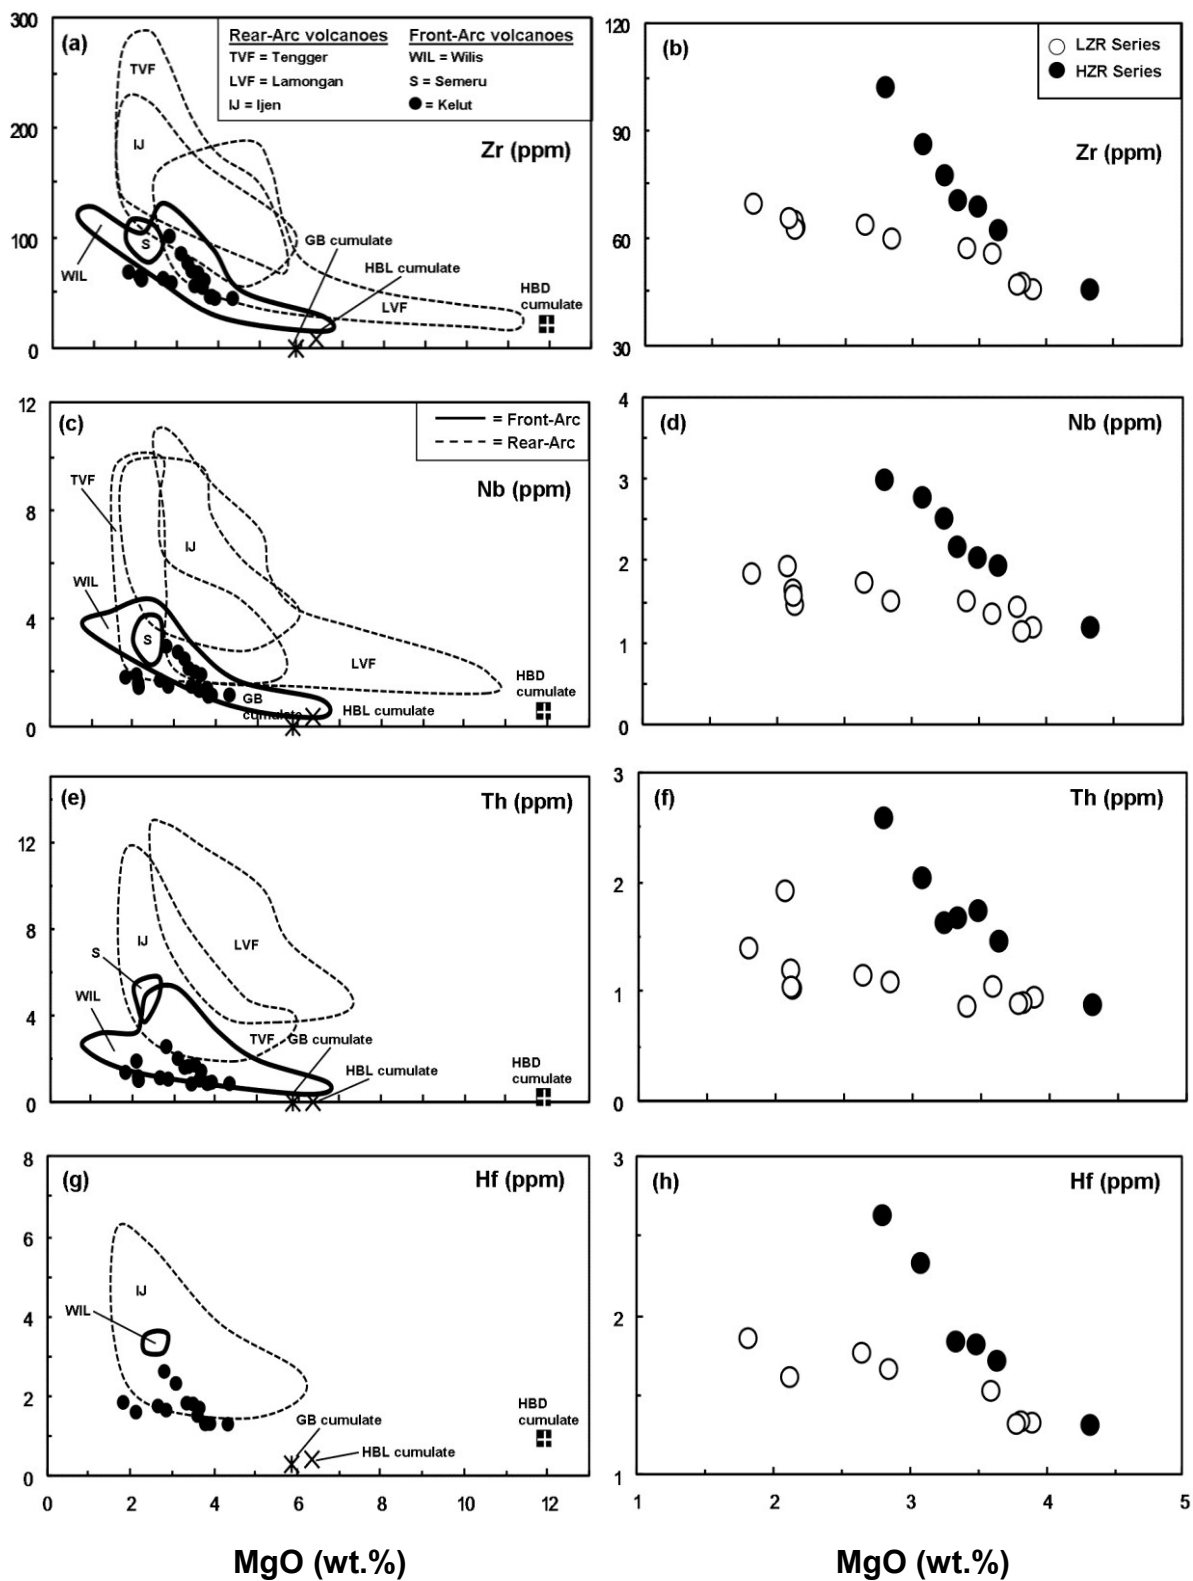 (a)
Rear-Arc volcanoes Front-Arc volcanoes
TVF = Tengger WIL = Wilis
LVF = Lamongan S = Semeru
IJ = Ijen = Kelut
Zr (ppm)
300
200
100
0
TVF
IJ
S
WIL
GB cumulate
HBL cumulate
LVF
HBD
cumulate
(b)
LZR Series
HZR Series
Zr (ppm)
120
90
60
30
(c)
= Front-Arc
= Rear-Arc
Nb (ppm)
12
8
4
0
TVF
IJ
WIL
S
LVF
GB
cumulate
HBL cumulate
HBD
cumulate
(d)
Nb (ppm)
4
3
2
1
0
(e)
Th (ppm)
12
8
4
0
IJ
LVF
S
WIL
TVF
GB cumulate
HBL cumulate
HBD
cumulate
(f)
Th (ppm)
3
2
1
0
(g)
Hf (ppm)
8
6
4
2
0
IJ
WIL
GB cumulate
HBL cumulate
HBD
cumulate
0 2 4 6 8 10 12
MgO (wt.%)
(h)
Hf (ppm)
3
2
1
1 2 3 4 5
MgO (wt.%)